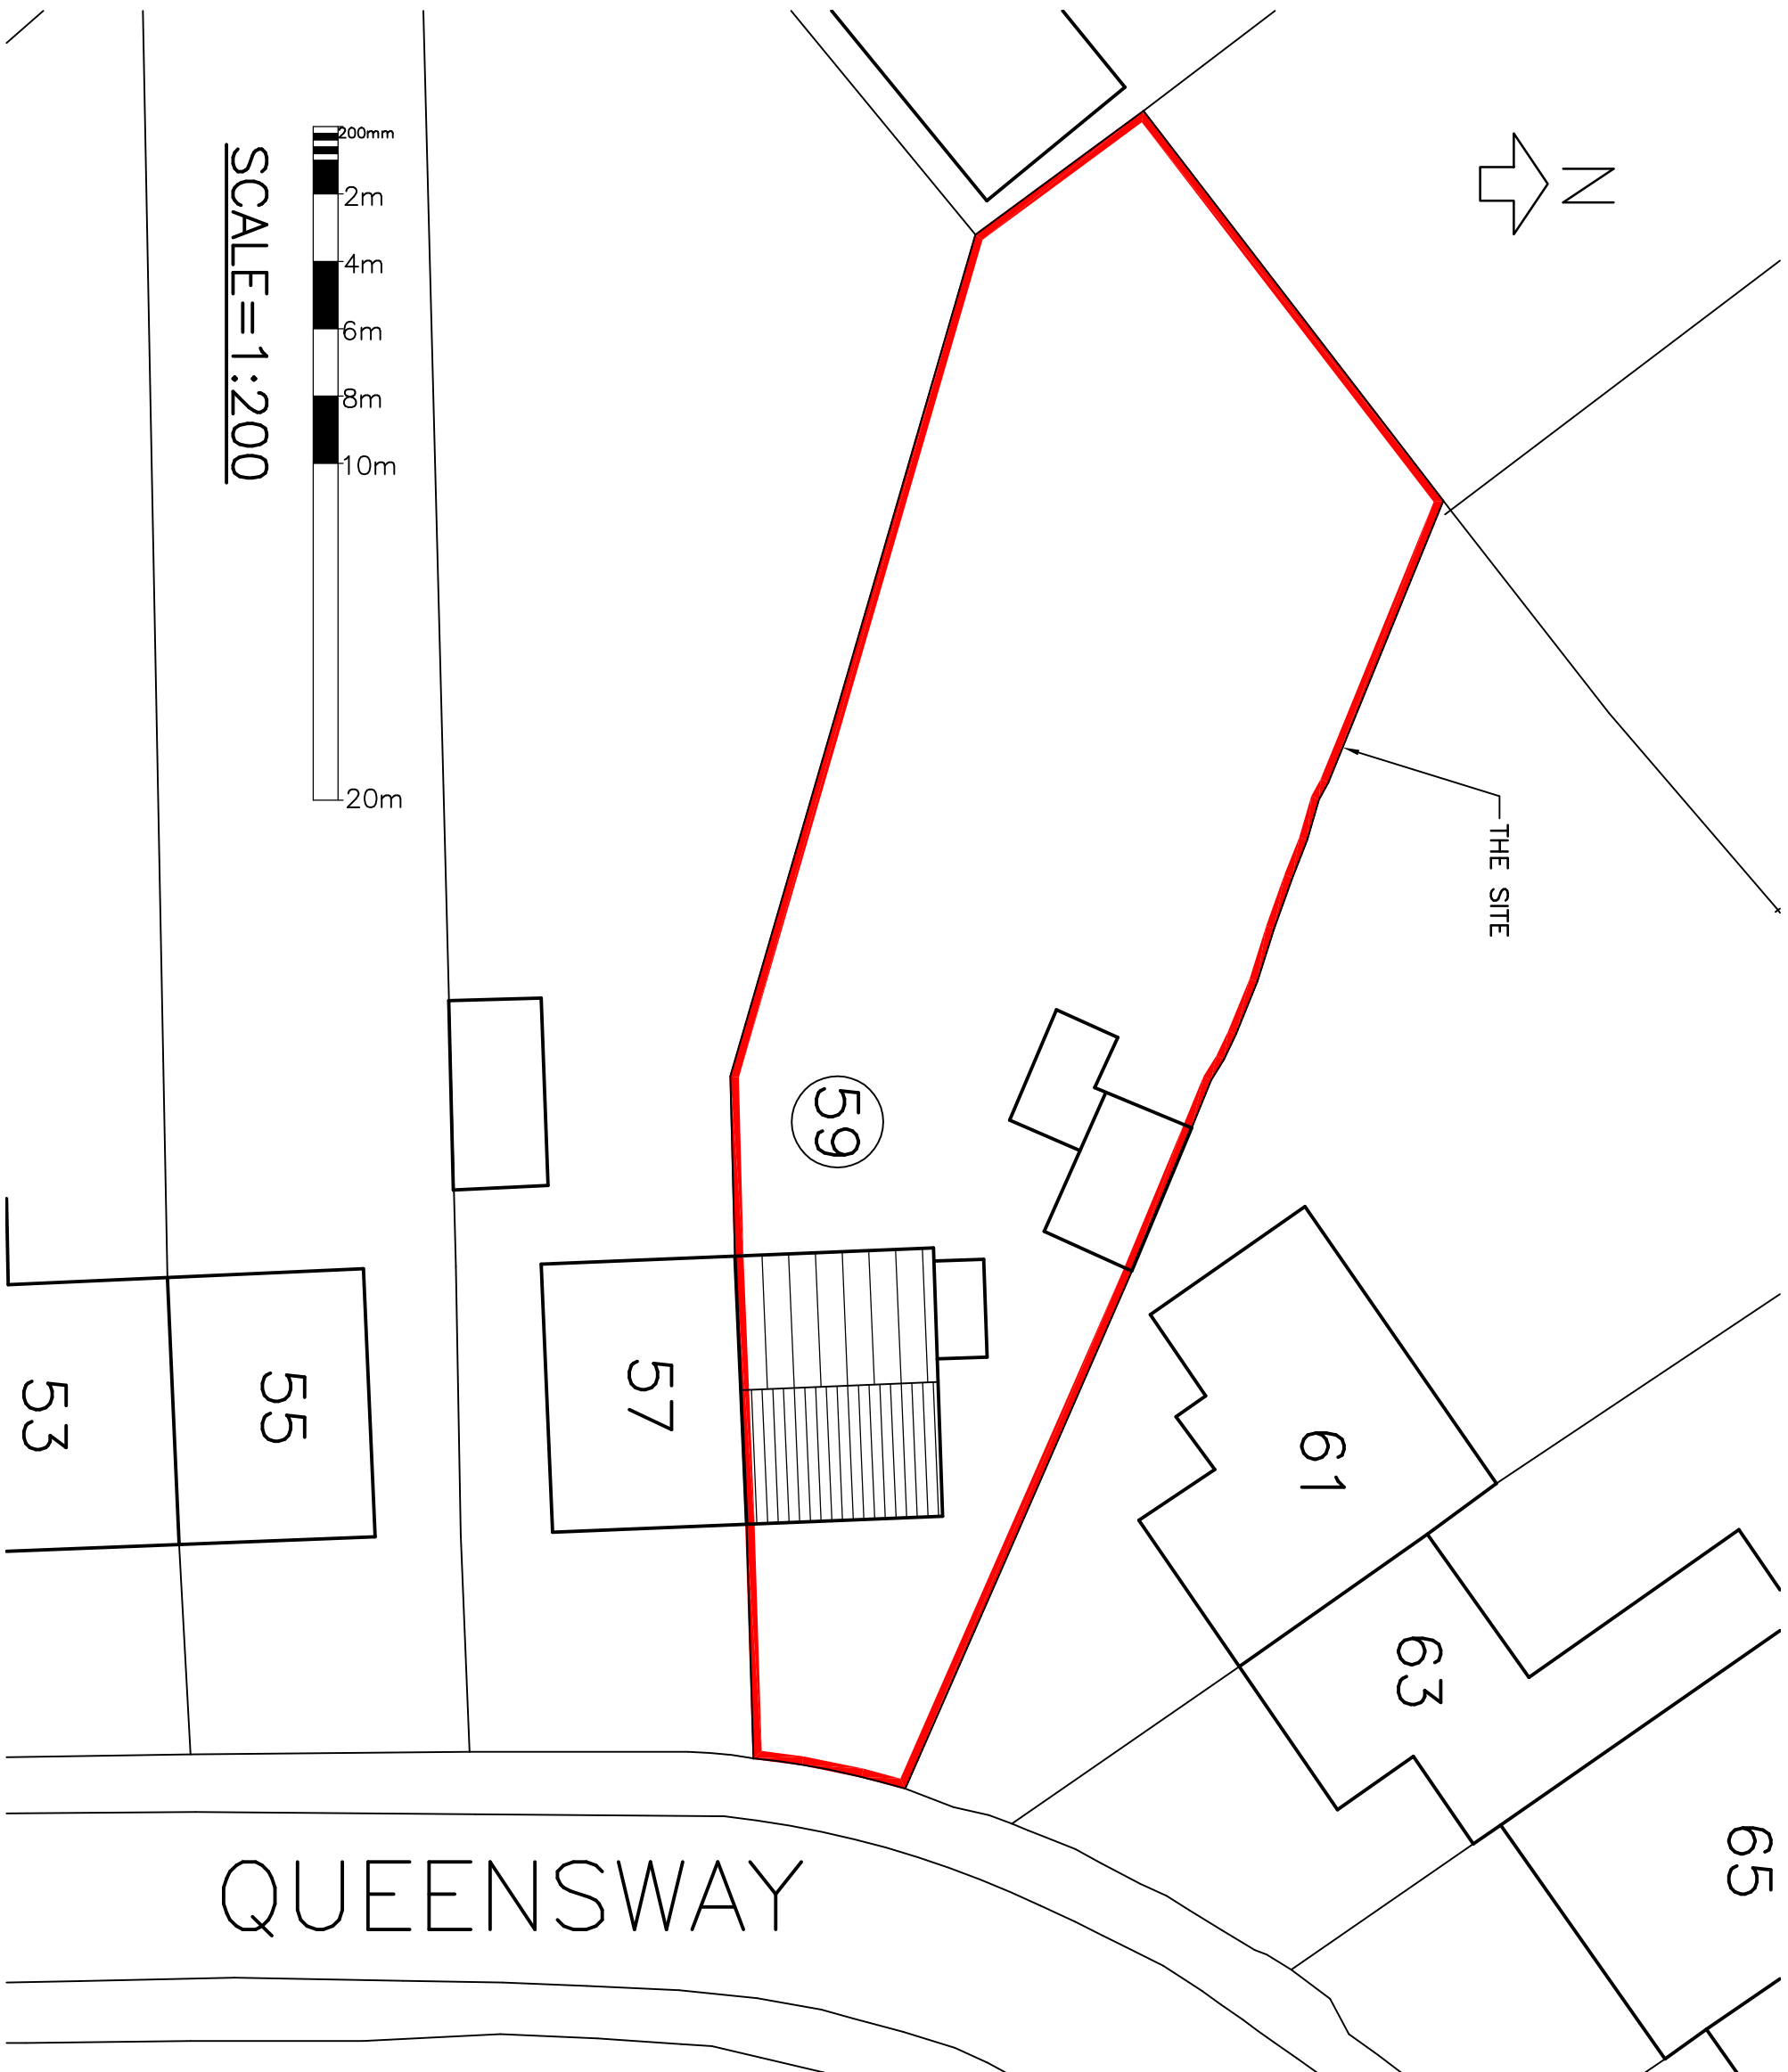 N
200mm
2m
4m
6m
8m
10m
20m
SCALE=1:200
THE SITE
59
53
55
57
61
63
65
QUEENSWAY